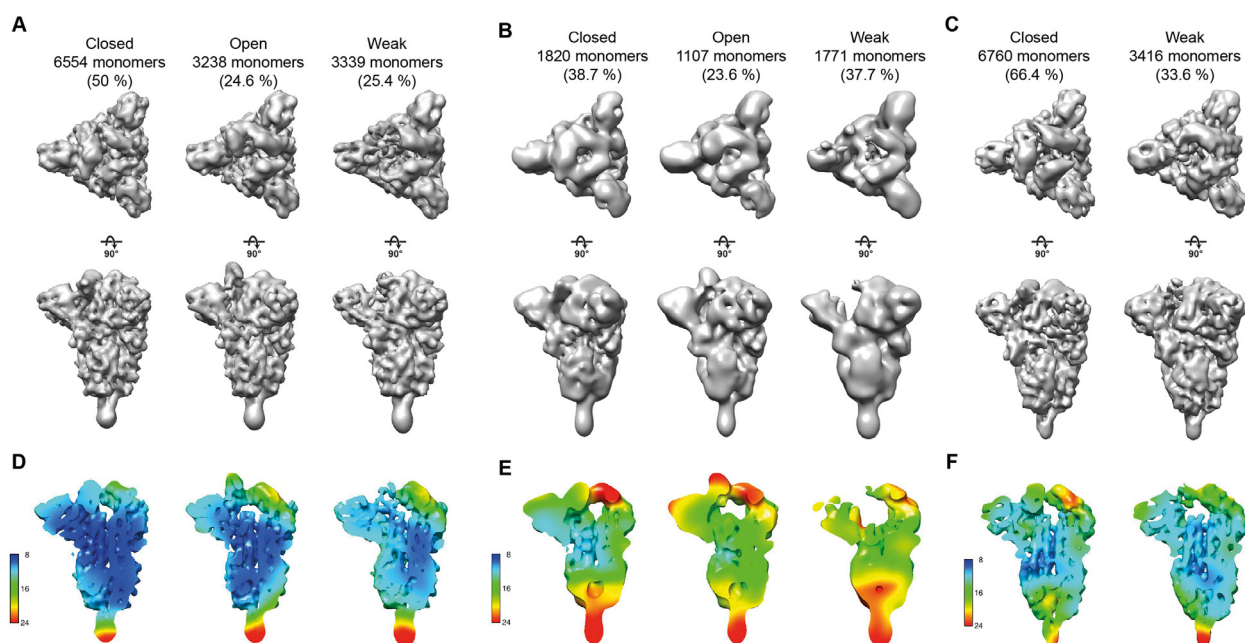 A
Closed
6554 monomers
(50 %)
Open
3238 monomers
(24.6 %)
Weak
3339 monomers
(25.4 %)
90°
90°
90°
B
Closed
1820 monomers
(38.7 %)
Open
1107 monomers
(23.6 %)
Weak
1771 monomers
(37.7 %)
90°
90°
90°
C
Closed
6760 monomers
(66.4 %)
Weak
3416 monomers
(33.6 %)
90°
90°
D
8
16
24
E
8
16
24
F
8
16
24